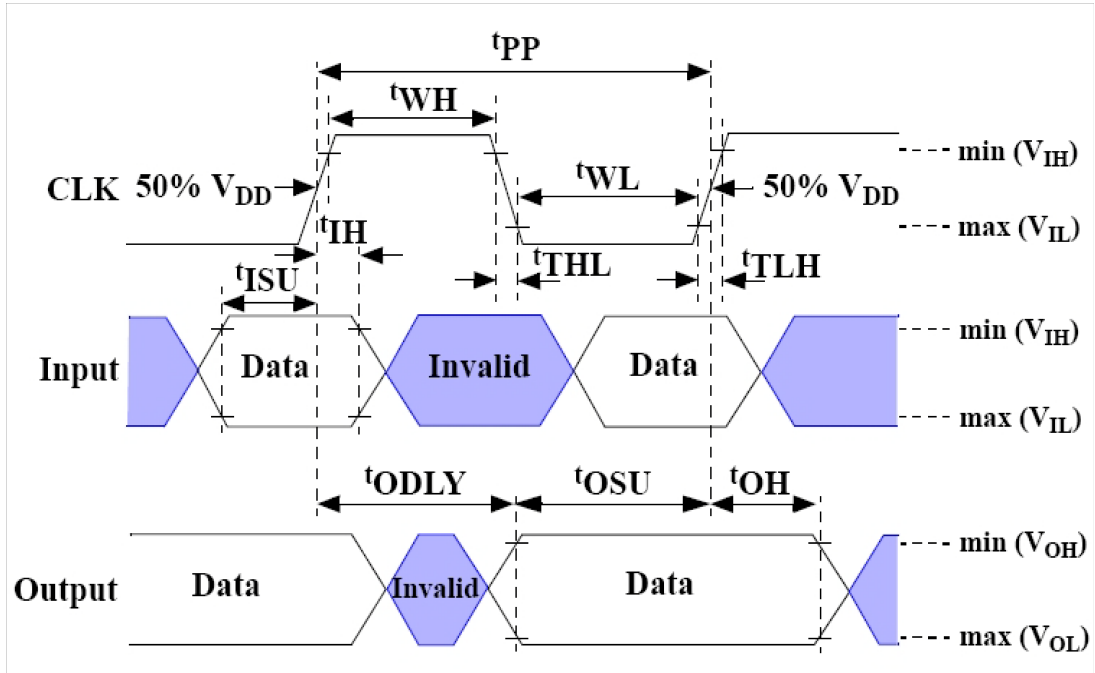 tPP
tWH
min (VIH)
CLK 50% VDD
tWL
50% VDD
tIH
max (VIL)
tISU
tTHL
tTLH
min (VIH)
Input Data Invalid Data
max (VIL)
tODLY tOSU tOH
min (VOH)
Output Data Invalid Data
max (VOL)